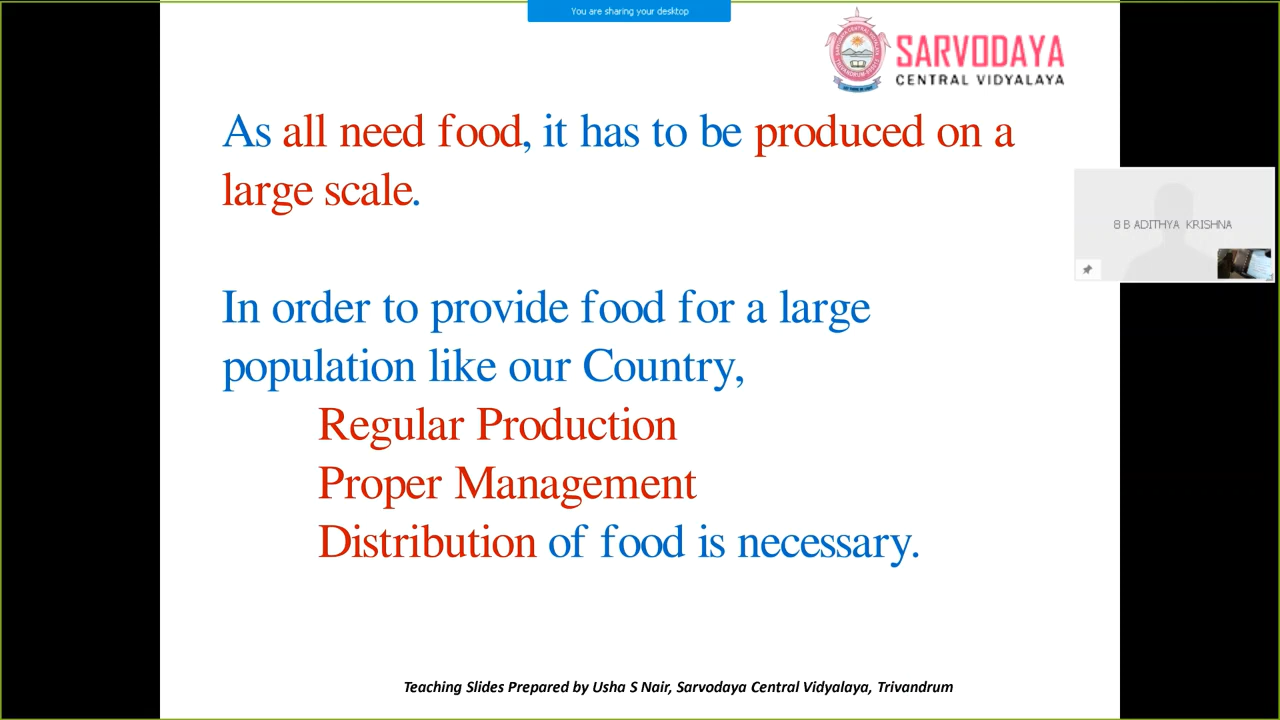 You are sharing your desktop
SARVODAYA
CENTRAL VIDYALAYA
As all need food, it has to be produced on a
large scale.
8 B ADITHYA KRISHNA
In order to provide food for a large
population like our Country,
Regular Production
Proper Management
Distribution of food is necessary.
Teaching Slides Prepared by Usha S Nair, Sarvodaya Central Vidyalaya, Trivandrum